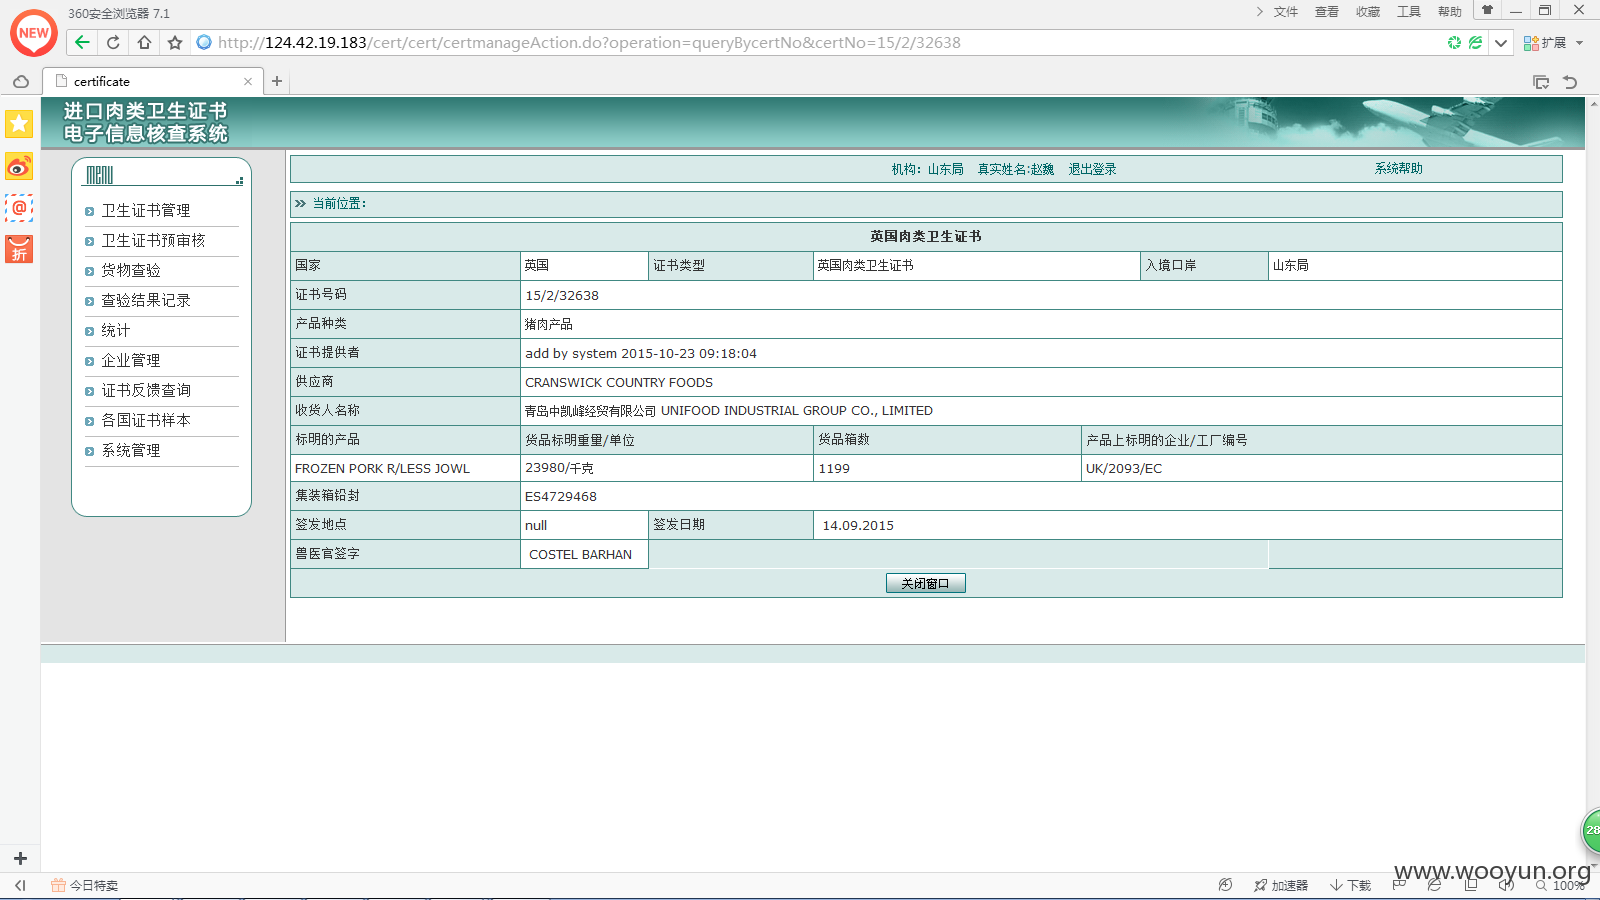 360安全浏览器 7.1
文件 查看 收藏 工具 帮助
NEW
http://124.42.19.183/cert/cert/certmanageAction.do?operation=queryBycertNo&certNo=15/2/32638
扩展
certificate
进口肉类卫生证书
电子信息核查系统
MENU
卫生证书管理
卫生证书预审核
货物查验
查验结果记录
统计
企业管理
证书反馈查询
各国证书样本
系统管理
折
机构：山东局 真实姓名:赵巍 退出登录 系统帮助
当前位置：
英国肉类卫生证书
国家 英国 证书类型 英国肉类卫生证书 入境口岸 山东局
证书号码 15/2/32638
产品种类 猪肉产品
证书提供者 add by system 2015-10-23 09:18:04
供应商 CRANSWICK COUNTRY FOODS
收货人名称 青岛中凯峰经贸有限公司 UNIFOOD INDUSTRIAL GROUP CO., LIMITED
标明的产品 货品标明重量/单位 货品箱数 产品上标明的企业/工厂编号
FROZEN PORK R/LESS JOWL 23980/千克 1199 UK/2093/EC
集装箱铅封 ES4729468
签发地点 null 签发日期 14.09.2015
兽医官签字 COSTEL BARHAN
关闭窗口
28
www.wooyun.org
今日特卖 加速器 下载 100%